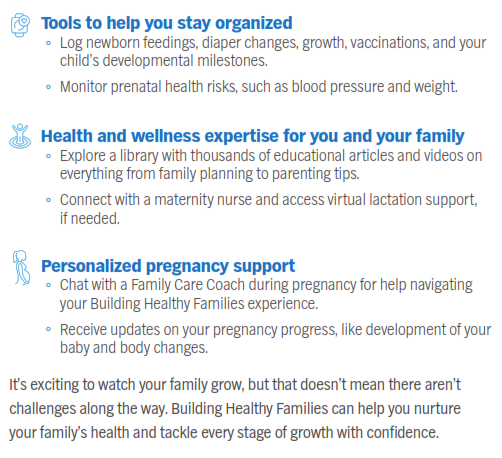 Tools to help you stay organized
◦ Log newborn feedings, diaper changes, growth, vaccinations, and your
child's developmental milestones.
◦ Monitor prenatal health risks, such as blood pressure and weight.
Health and wellness expertise for you and your family
◦ Explore a library with thousands of educational articles and videos on
everything from family planning to parenting tips.
◦ Connect with a maternity nurse and access virtual lactation support,
if needed.
Personalized pregnancy support
◦ Chat with a Family Care Coach during pregnancy for help navigating
your Building Healthy Families experience.
◦ Receive updates on your pregnancy progress, like development of your
baby and body changes.
It's exciting to watch your family grow, but that doesn't mean there aren't
challenges along the way. Building Healthy Families can help you nurture
your family's health and tackle every stage of growth with confidence.